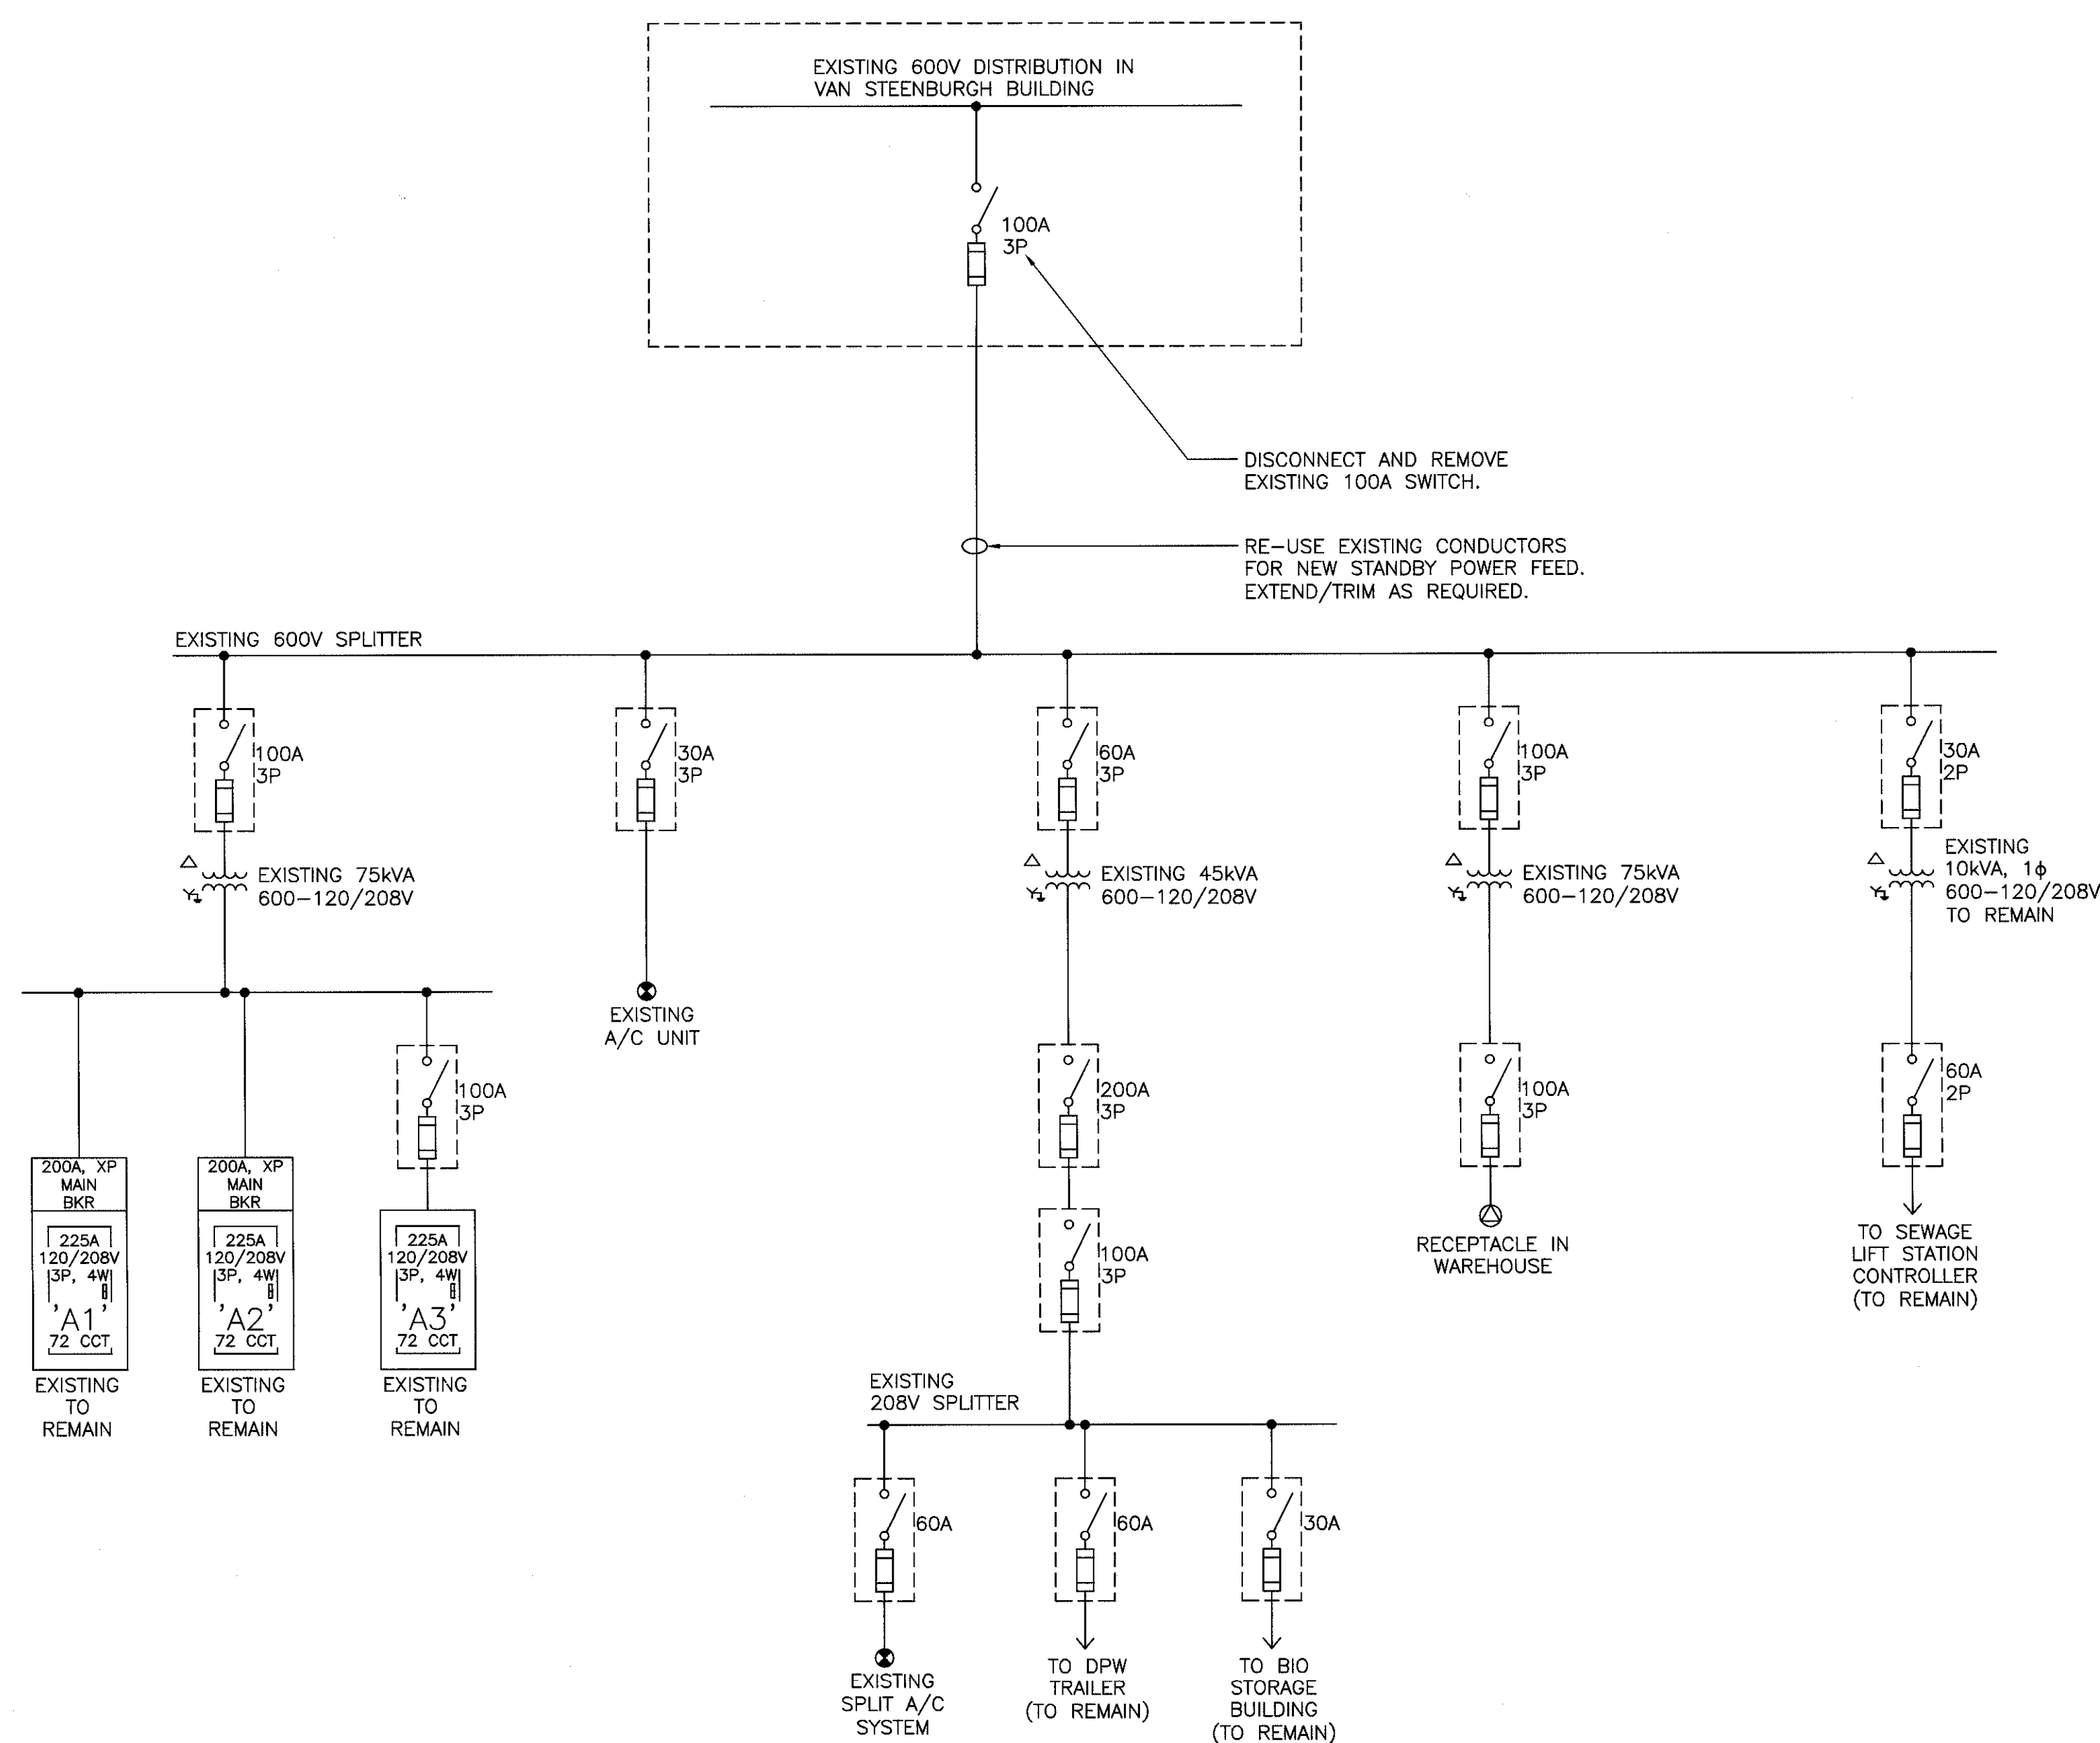 EXISTING 600V DISTRIBUTION IN
VAN STEENBURGH BUILDING
100A
3P
DISCONNECT AND REMOVE
EXISTING 100A SWITCH.
RE-USE EXISTING CONDUCTORS
FOR NEW STANDBY POWER FEED.
EXTEND/TRIM AS REQUIRED.
EXISTING 600V SPLITTER
100A
3P
30A
3P
60A
3P
100A
3P
30A
2P
EXISTING 75kVA
600-120/208V
EXISTING 45kVA
600-120/208V
EXISTING 75kVA
600-120/208V
EXISTING
10kVA, 1ϕ
600-120/208V
TO REMAIN
EXISTING
A/C UNIT
100A
3P
200A
3P
100A
3P
60A
2P
200A, XP
MAIN
BKR
225A
120/208V
3P, 4W
'A1'
72 CCT
EXISTING
TO
REMAIN
200A, XP
MAIN
BKR
225A
120/208V
3P, 4W
'A2'
72 CCT
EXISTING
TO
REMAIN
225A
120/208V
3P, 4W
'A3'
72 CCT
EXISTING
TO
REMAIN
100A
3P
RECEPTACLE IN
WAREHOUSE
TO SEWAGE
LIFT STATION
CONTROLLER
(TO REMAIN)
EXISTING
208V SPLITTER
60A
60A
30A
EXISTING
SPLIT A/C
SYSTEM
TO DPW
TRAILER
(TO REMAIN)
TO BIO
STORAGE
BUILDING
(TO REMAIN)